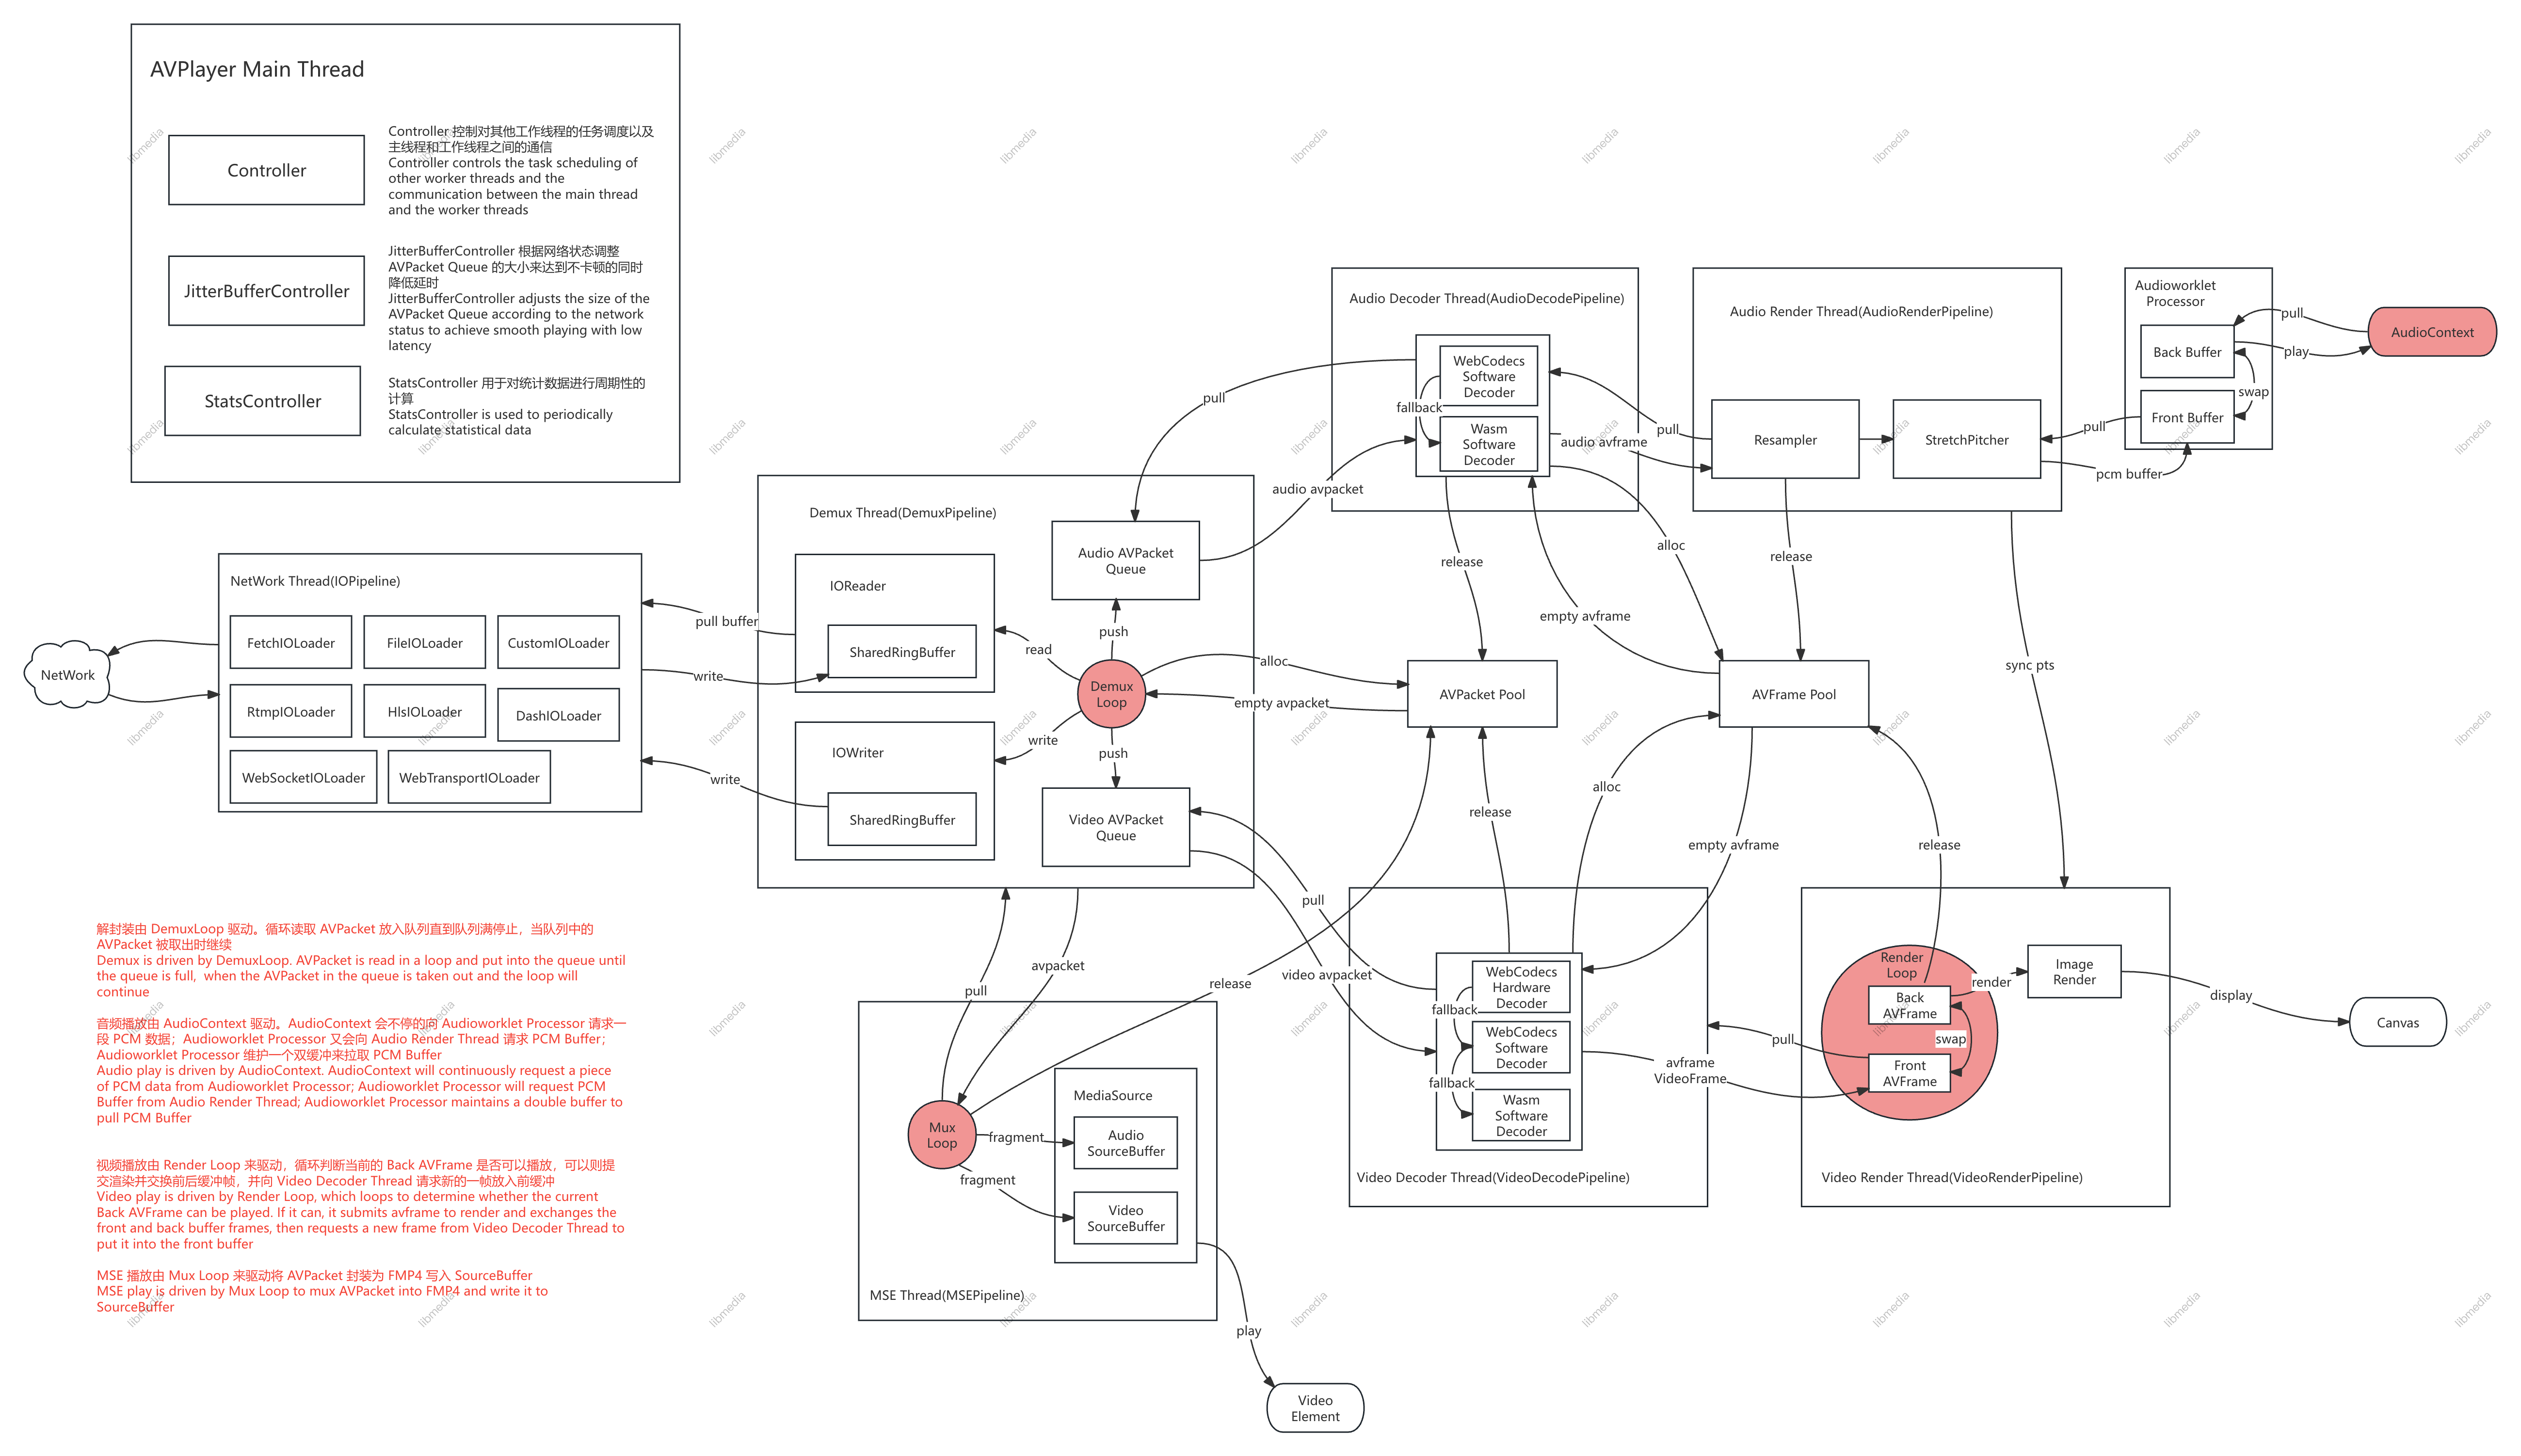 AVPlayer Main Thread
Controller
Controller 控制对其他工作线程的任务调度以及
主线程和工作线程之间的通信
Controller controls the task scheduling of
other worker threads and the
communication between the main thread
and the worker threads
JitterBufferController
JitterBufferController 根据网络状态调整
AVPacket Queue 的大小来达到不卡顿的同时
降低延时
JitterBufferController adjusts the size of the
AVPacket Queue according to the network
status to achieve smooth playing with low
latency
StatsController
StatsController 用于对统计数据进行周期性的
计算
StatsController is used to periodically
calculate statistical data
NetWork
NetWork Thread(IOPipeline)
FetchIOLoader
FileIOLoader
CustomIOLoader
RtmpIOLoader
HlsIOLoader
DashIOLoader
WebSocketIOLoader
WebTransportIOLoader
pull buffer
write
write
Demux Thread(DemuxPipeline)
IOReader
SharedRingBuffer
IOWriter
SharedRingBuffer
read
write
Demux
Loop
push
push
Audio AVPacket
Queue
Video AVPacket
Queue
alloc
empty avpacket
pull
audio avpacket
Audio Decoder Thread(AudioDecodePipeline)
WebCodecs
Software
Decoder
fallback
Wasm
Software
Decoder
pull
audio avframe
release
alloc
empty avframe
Audio Render Thread(AudioRenderPipeline)
Resampler
StretchPitcher
release
sync pts
pull
pcm buffer
Audioworklet
Processor
Back Buffer
Front Buffer
swap
pull
play
AudioContext
AVPacket Pool
AVFrame Pool
release
alloc
empty avframe
release
pull
video avpacket
release
Video Decoder Thread(VideoDecodePipeline)
WebCodecs
Hardware
Decoder
fallback
WebCodecs
Software
Decoder
fallback
Wasm
Software
Decoder
pull
avframe
VideoFrame
Video Render Thread(VideoRenderPipeline)
Render
Loop
Back
AVFrame
swap
Front
AVFrame
render
Image
Render
display
Canvas
pull
avpacket
MSE Thread(MSEPipeline)
Mux
Loop
fragment
fragment
MediaSource
Audio
SourceBuffer
Video
SourceBuffer
play
Video
Element
解封装由 DemuxLoop 驱动。循环读取 AVPacket 放入队列直到队列满停止，当队列中的
AVPacket 被取出时继续
Demux is driven by DemuxLoop. AVPacket is read in a loop and put into the queue until
the queue is full,  when the AVPacket in the queue is taken out and the loop will
continue
音频播放由 AudioContext 驱动。AudioContext 会不停的向 Audioworklet Processor 请求一
段 PCM 数据；Audioworklet Processor 又会向 Audio Render Thread 请求 PCM Buffer；
Audioworklet Processor 维护一个双缓冲来拉取 PCM Buffer
Audio play is driven by AudioContext. AudioContext will continuously request a piece
of PCM data from Audioworklet Processor; Audioworklet Processor will request PCM
Buffer from Audio Render Thread; Audioworklet Processor maintains a double buffer to
pull PCM Buffer
视频播放由 Render Loop 来驱动，循环判断当前的 Back AVFrame 是否可以播放，可以则提
交渲染并交换前后缓冲帧，并向 Video Decoder Thread 请求新的一帧放入前缓冲
Video play is driven by Render Loop, which loops to determine whether the current
Back AVFrame can be played. If it can, it submits avframe to render and exchanges the
front and back buffer frames, then requests a new frame from Video Decoder Thread to
put it into the front buffer
MSE 播放由 Mux Loop 来驱动将 AVPacket 封装为 FMP4 写入 SourceBuffer
MSE play is driven by Mux Loop to mux AVPacket into FMP4 and write it to
SourceBuffer
libmedia